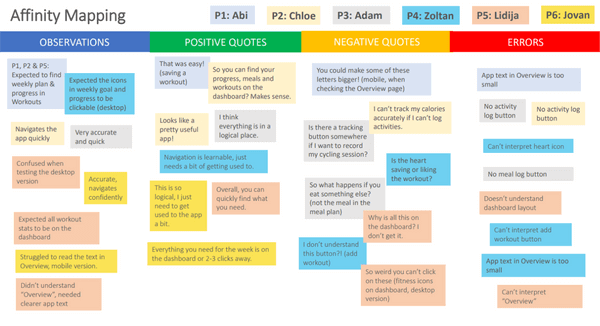 Affinity Mapping
P1: Abi
P2: Chloe
P3: Adam
P4: Zoltan
P5: Lidija
P6: Jovan
OBSERVATIONS
POSITIVE QUOTES
NEGATIVE QUOTES
ERRORS
P1, P2 & P5:
Expected to find
weekly plan &
progress in
Workouts
Expected the icons
in weekly goal and
progress to be
clickable (desktop)
Navigates the
app quickly
Very accurate
and quick
Confused when
testing the desktop
version
Accurate,
navigates
confidently
Expected all workout
stats to be on the
dashboard
Struggled to read the text in
Overview, mobile version.
Didn't understand
"Overview", needed
clearer app text
That was easy!
(saving a
workout)
So you can find your
progress, meals and
workouts on the
dashboard? Makes sense.
Looks like a
pretty useful
app!
I think
everything is in a
logical place.
Navigation is learnable, just
needs a bit of getting used to.
This is so
logical, I just
need to get
used to the app
a bit.
Overall, you can
quickly find what
you need.
Everything you need for the week is on
the dashboard or 2-3 clicks away.
You could make some of these
letters bigger! (mobile, when
checking the Overview page)
I can't track my calories
accurately if I can't log
activities.
Is there a tracking
button somewhere
if I want to record
my cycling session?
Is the heart
saving or liking
the workout?
So what happens if you
eat something else?
(not the meal in the
meal plan)
Why is all this
on the
dashboard? I
don't get it.
I don't understand
this button?! (add
workout)
So weird you can't click
on these (fitness icons
on dashboard, desktop
version)
App text in Overview is too
small
No activity
log button
No activity log
button
Can't interpret heart icon
No meal log button
Doesn't understand
dashboard layout
Can't interpret add
workout button
App text in Overview is too
small
Can't interpret
"Overview"